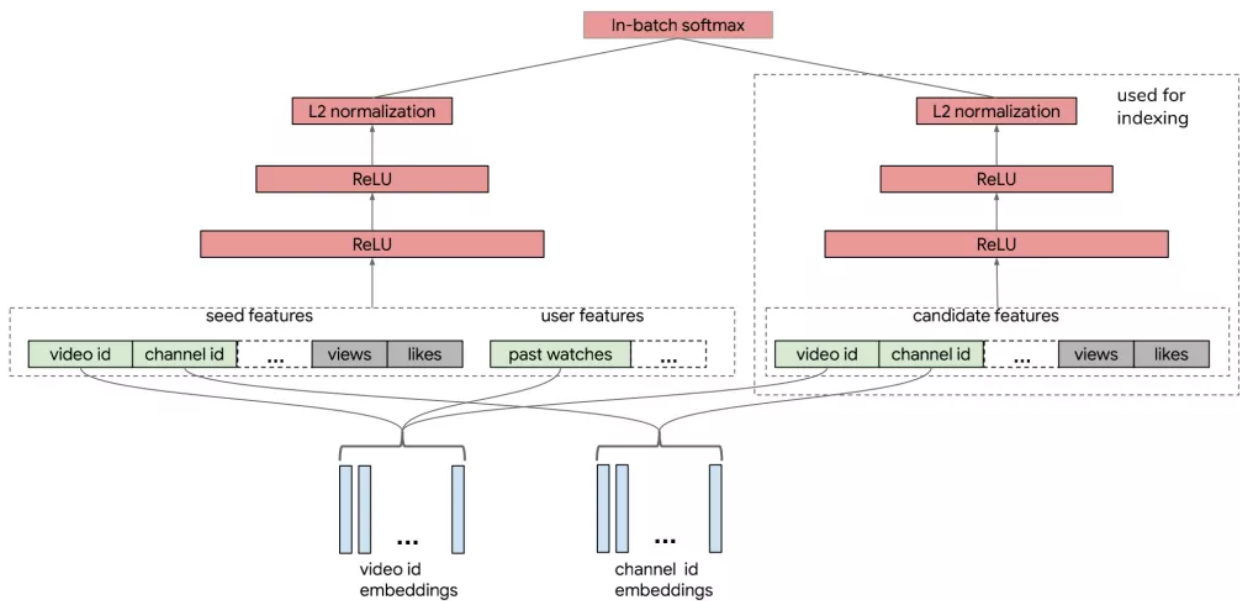 In-batch softmax
L2 normalization
L2 normalization
used for
indexing
ReLU
ReLU
ReLU
ReLU
seed features
user features
candidate features
video id channel id ... views likes
past watches ...
video id channel id ... views likes
...
...
video id
embeddings
channel id
embeddings